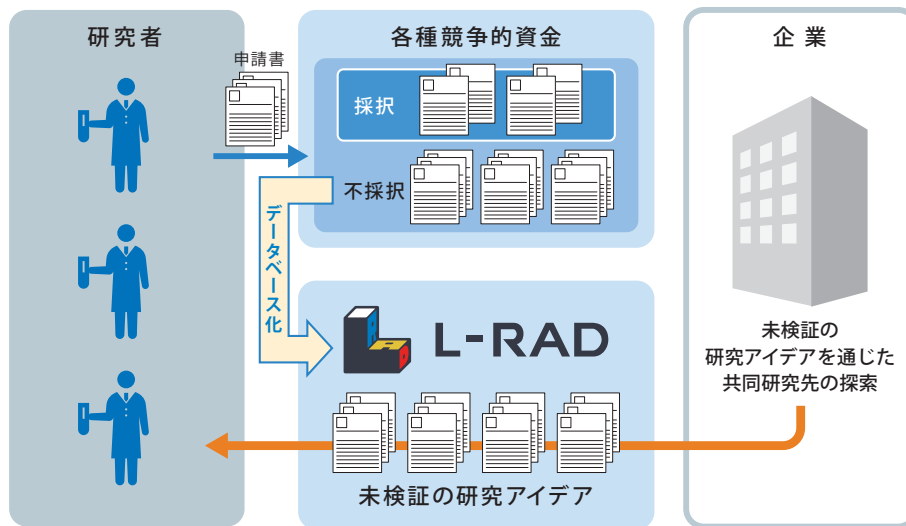 研究者
申請書
各種競争的資金
採択
不採択
データベース化
L-RAD
未検証の研究アイデア
企業
未検証の
研究アイデアを通じた
共同研究先の探索